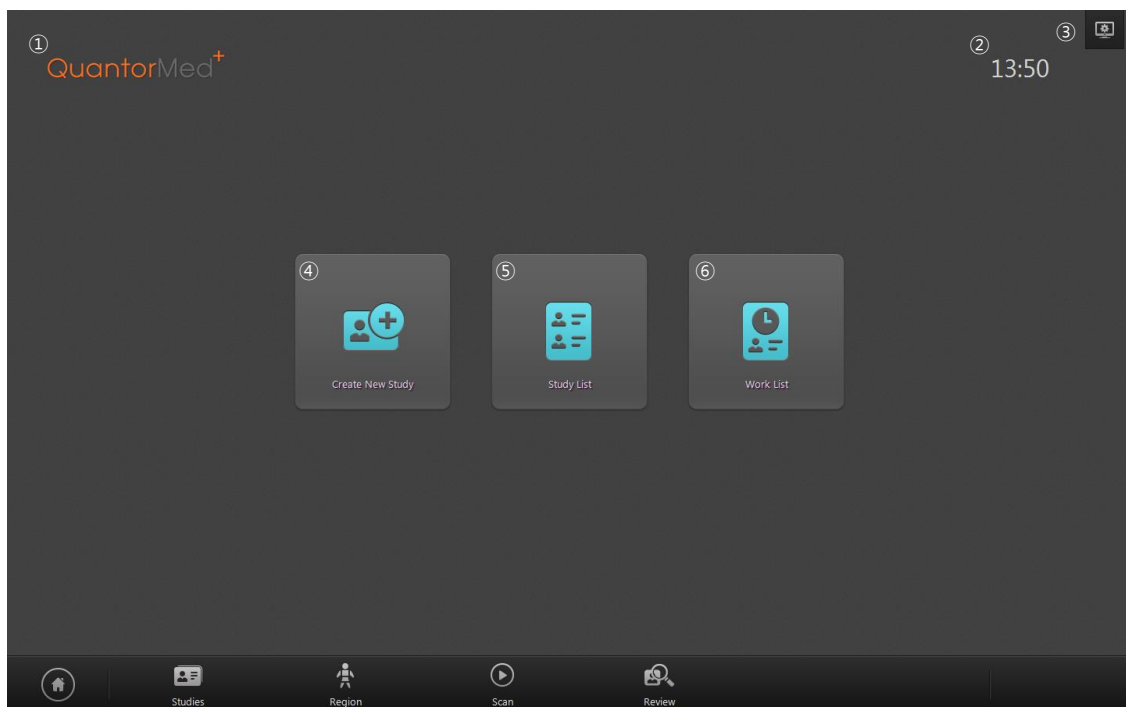 ①
QuantorMed+
②
13:50
③
④
Create New Study
⑤
Study List
⑥
Work List
Studies
Region
Scan
Review